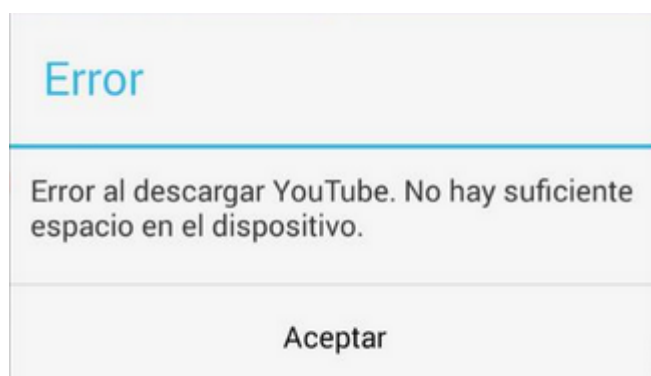 Error
Error al descargar YouTube. No hay suficiente
espacio en el dispositivo.
Aceptar